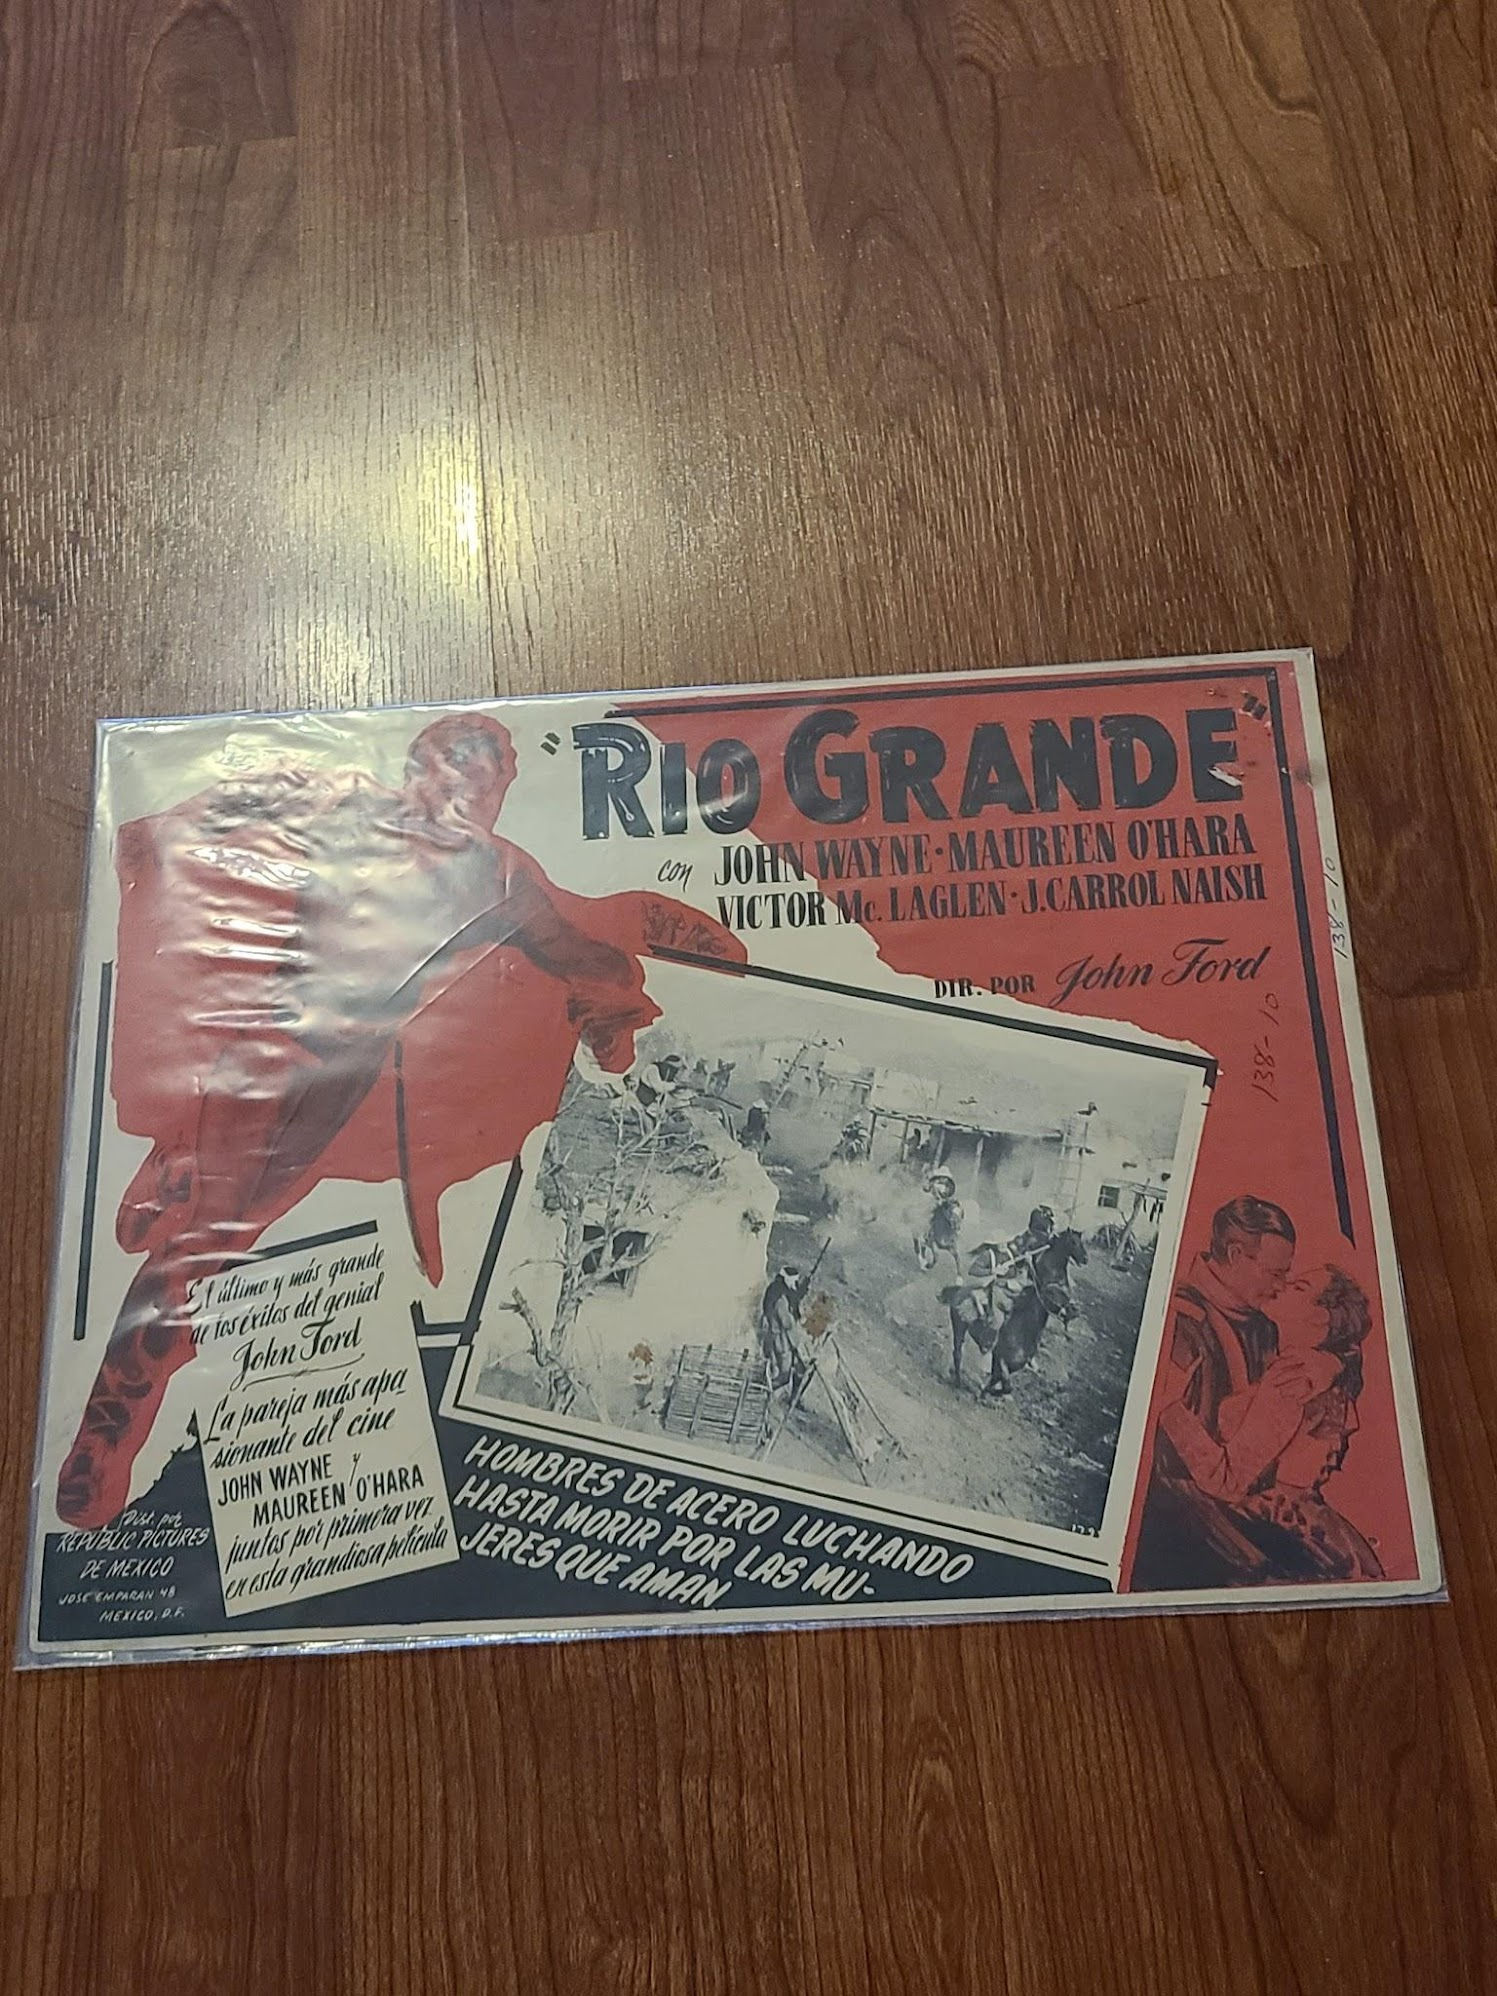 "RIO GRANDE"
con JOHN WAYNE·MAUREEN O'HARA
VICTOR Mc. LAGLEN·J. CARROL NAISH
DIR. POR John Ford
138-10
138-10
El último y más grande
de los éxitos del genial
John Ford
La pareja más apa
sionante del cine
JOHN WAYNE y
MAUREEN O'HARA
juntos por primera vez
en esta grandiosa película
HOMBRES DE ACERO LUCHANDO
HASTA MORIR POR LAS MU-
JERES QUE AMAN
Dist. por
REPUBLIC PICTURES
DE MEXICO
JOSE EMPARAN 48
MEXICO, D.F.